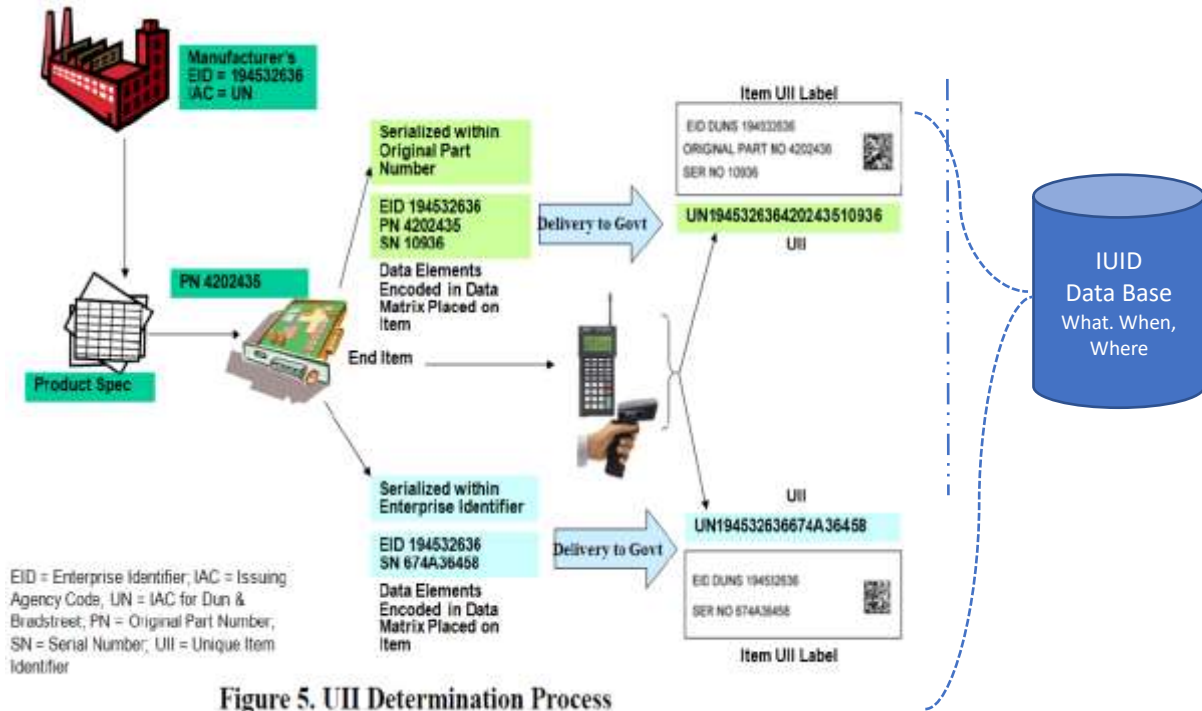 Manufacturer's
EID = 194532636
IAC = UN
Product Spec
PN 4202435
Serialized within
Original Part
Number
EID 194532636
PN 4202435
SN 10936
Data Elements
Encoded in Data
Matrix Placed on
Item
Delivery to Govt
Item UII Label
EID DUNS 194532636
ORIGINAL PART NO 4202436
SER NO 10936
UN194532636420243510936
UII
End Item
Serialized within
Enterprise Identifier
EID 194532636
SN 674A36458
Data Elements
Encoded in Data
Matrix Placed on
Item
Delivery to Govt
UII
UN194532636674A36458
EID DUNS 194532636
SER NO 674A36458
Item UII Label
IUID
Data Base
What. When,
Where
EID = Enterprise Identifier; IAC = Issuing
Agency Code, UN = IAC for Dun &
Bradstreet; PN = Original Part Number;
SN = Serial Number; UII = Unique Item
Identifier
Figure 5. UII Determination Process